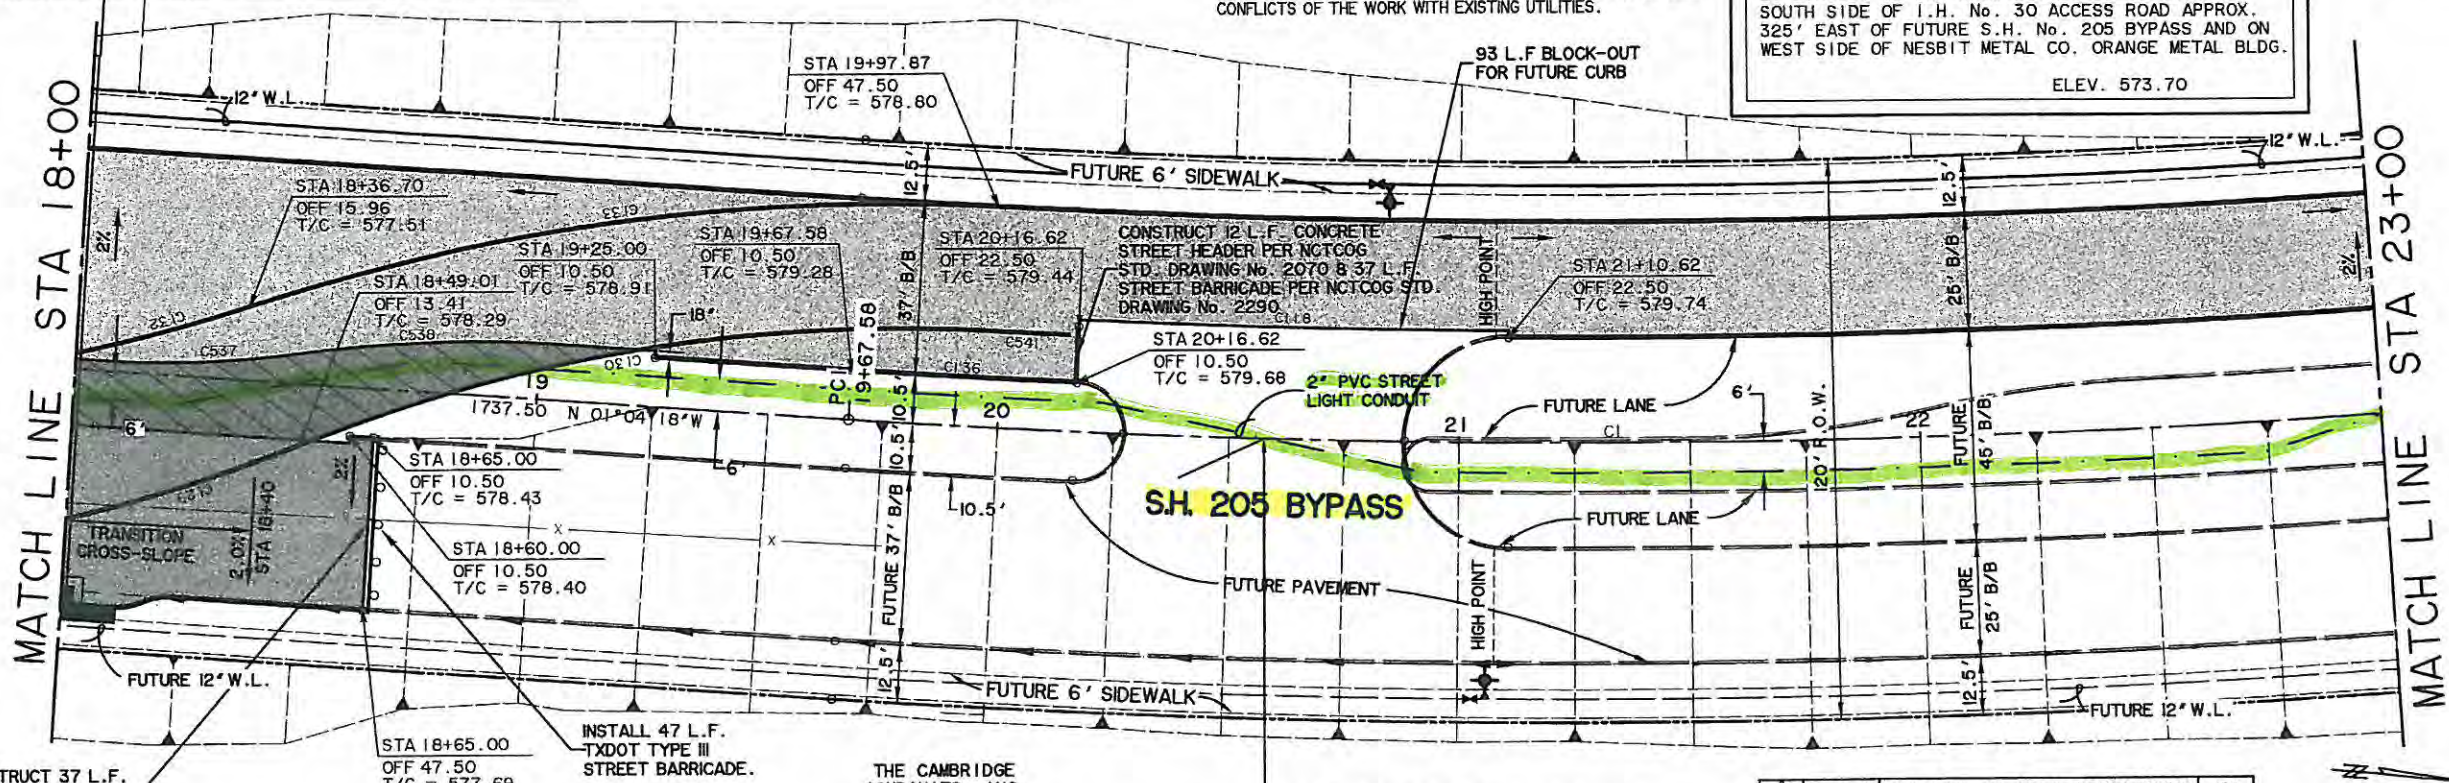 CONFLICTS OF THE WORK WITH EXISTING UTILITIES.
SOUTH SIDE OF I.H. No. 30 ACCESS ROAD APPROX.
325' EAST OF FUTURE S.H. No. 205 BYPASS AND ON
WEST SIDE OF NESBIT METAL CO. ORANGE METAL BLDG.
ELEV. 573.70
MATCH LINE STA 18+00
12" W.L.
STA 19+97.87
OFF 47.50
T/C = 578.80
93 L.F BLOCK-OUT
FOR FUTURE CURB
12" W.L.
MATCH LINE STA 23+00
12.5'
FUTURE 6' SIDEWALK
12.5'
2%
STA 18+36.70
OFF 15.96
T/C = 577.51
C133
STA 19+25.00
OFF 10.50
T/C = 578.91
STA 19+67.58
OFF 10.50
T/C = 579.28
37' B/B
STA 20+16.62
OFF 22.50
T/C = 579.44
CONSTRUCT 12 L.F. CONCRETE
STREET HEADER PER NCTCOG
STD. DRAWING No. 2070 & 37 L.F.
STREET BARRICADE PER NCTCOG STD.
DRAWING No. 2290
HIGH POINT
STA 21+10.62
OFF 22.50
T/C = 579.74
25' B/B
2%
STA 18+49.01
OFF 13.41
T/C = 578.29
C132
C537
C538
C130
18"
C136
C541
C118
STA 20+16.62
OFF 10.50
T/C = 579.68
2" PVC STREET
LIGHT CONDUIT
6'
19
1737.50 N 01°04'18"W
PC 19+67.58
10.5'
20
21
FUTURE LANE
6'
C1
22
FUTURE
45' B/B
120' R.O.W.
6'
10.5'
10.5'
S.H. 205 BYPASS
FUTURE LANE
STA 18+65.00
OFF 10.50
T/C = 578.43
2%
C123
TRANSITION
CROSS-SLOPE
2.0%
STA 18+40
STA 18+60.00
OFF 10.50
T/C = 578.40
X
X
FUTURE 37' B/B
FUTURE PAVEMENT
HIGH POINT
FUTURE
25' B/B
FUTURE 12" W.L.
12.5'
FUTURE 6' SIDEWALK
12.5'
FUTURE 12" W.L.
STA 18+65.00
OFF 47.50
T/C = 577.69
INSTALL 47 L.F.
TXDOT TYPE III
STREET BARRICADE.
THE CAMBRIDGE
TRUCT 37 L.F.